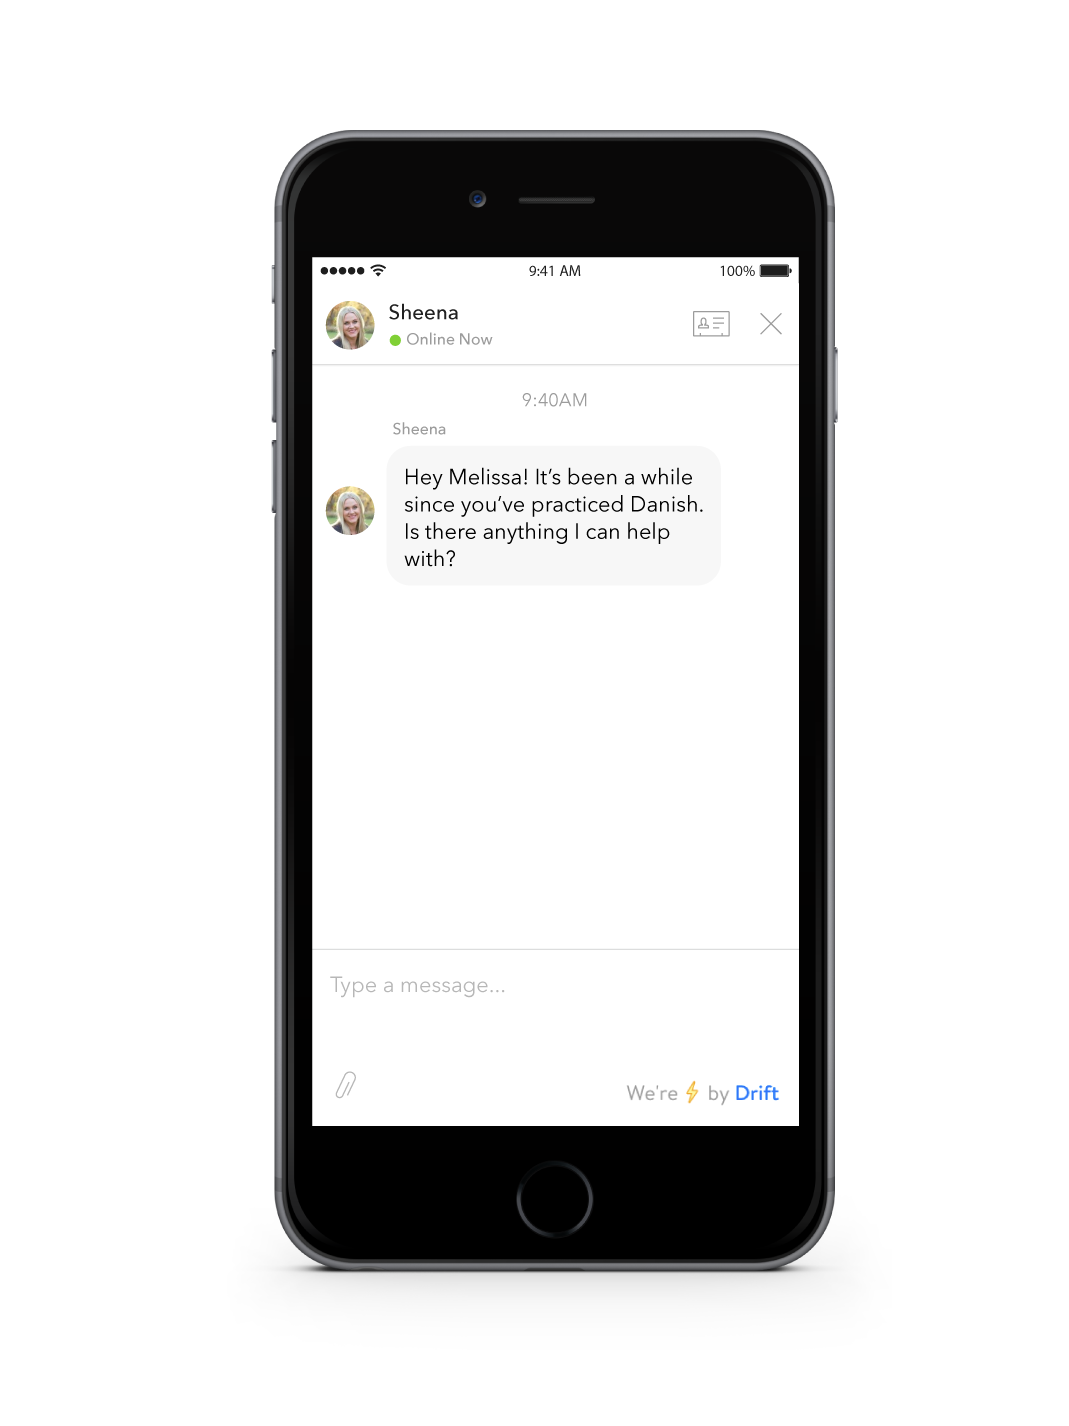 9:41 AM
100%
Sheena
Online Now
9:40AM
Sheena
Hey Melissa! It’s been a while
since you’ve practiced Danish.
Is there anything I can help
with?
Type a message...
We're ⚡ by Drift